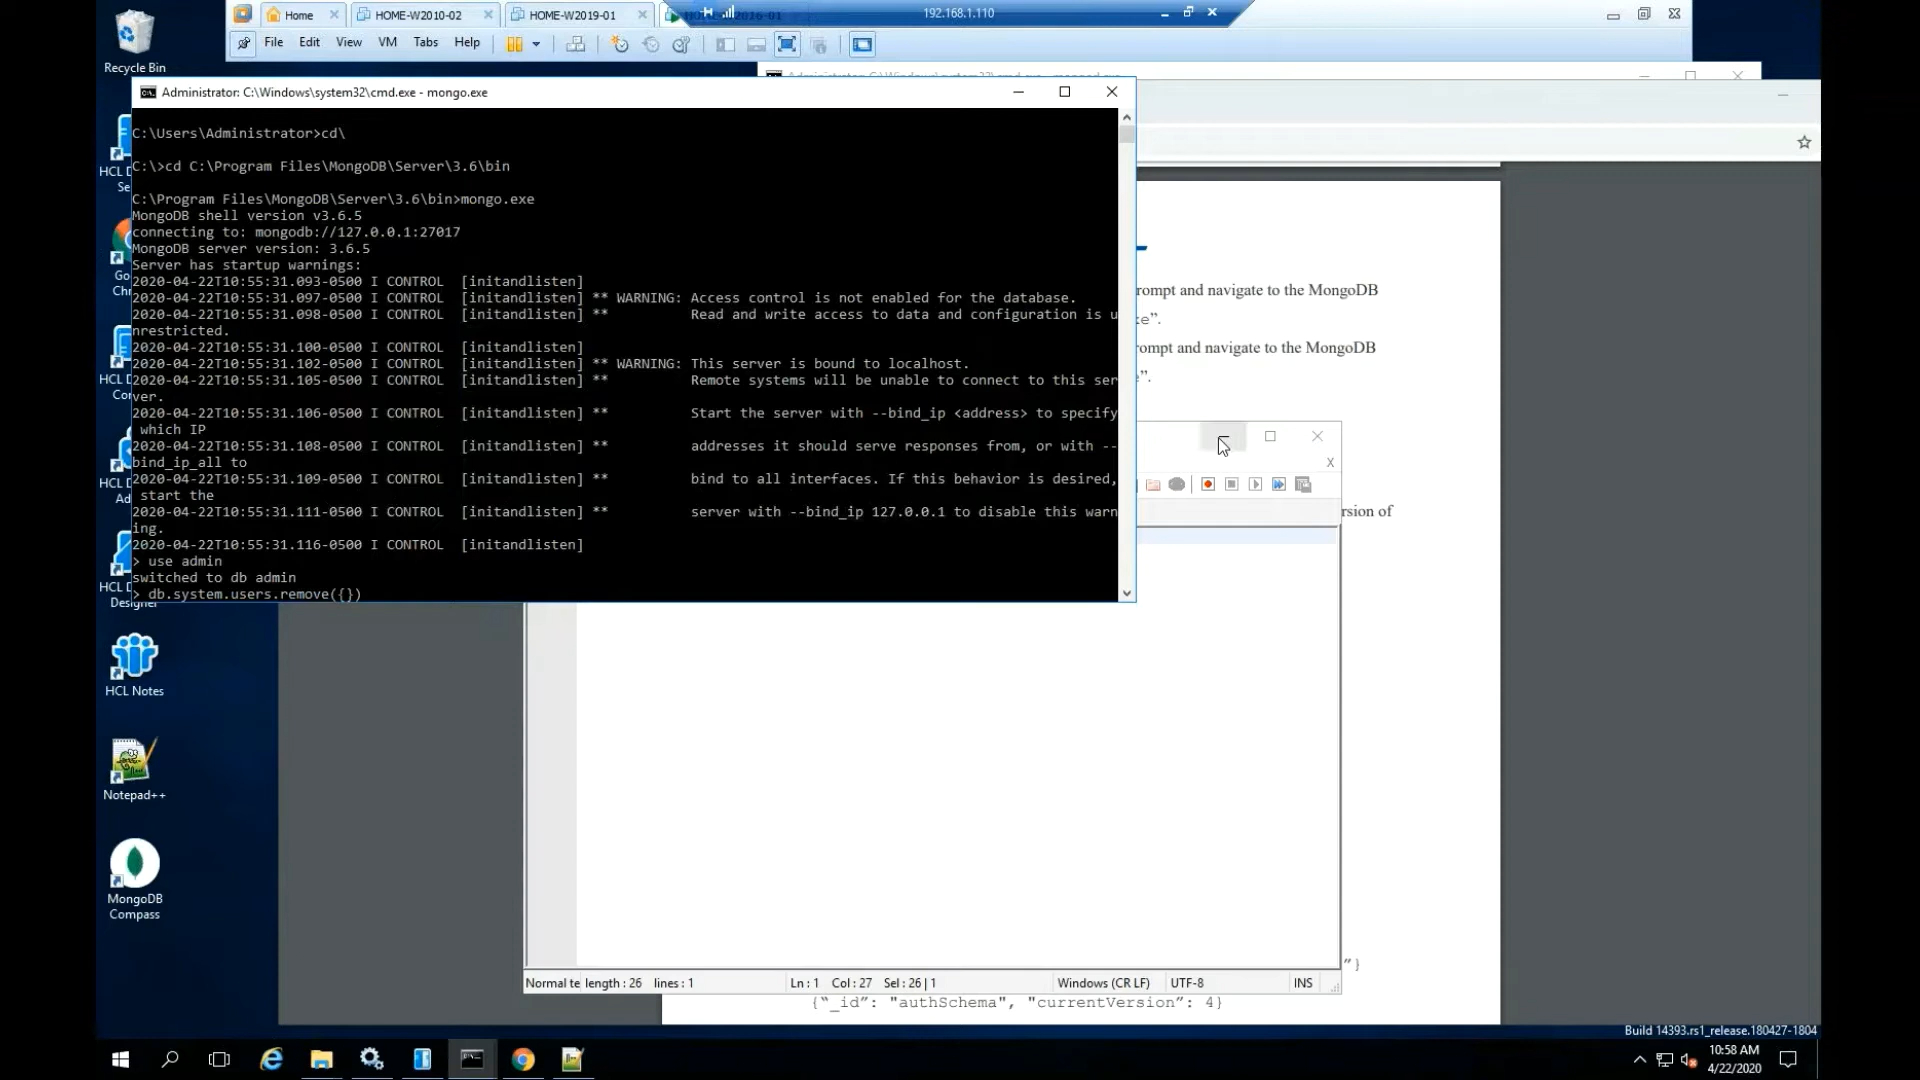 Recycle Bin
Home
HOME-W2010-02
HOME-W2019-01
192.168.1.110
File Edit View VM Tabs Help
Administrator: C:\Windows\system32\cmd.exe - mongo.exe
C:\Users\Administrator>cd\
C:\>cd C:\Program Files\MongoDB\Server\3.6\bin
C:\Program Files\MongoDB\Server\3.6\bin>mongo.exe
MongoDB shell version v3.6.5
connecting to: mongodb://127.0.0.1:27017
MongoDB server version: 3.6.5
Server has startup warnings:
2020-04-22T10:55:31.093-0500 I CONTROL [initandlisten]
2020-04-22T10:55:31.097-0500 I CONTROL [initandlisten] ** WARNING: Access control is not enabled for the database.
2020-04-22T10:55:31.098-0500 I CONTROL [initandlisten] ** Read and write access to data and configuration is u
nrestricted.
2020-04-22T10:55:31.100-0500 I CONTROL [initandlisten]
2020-04-22T10:55:31.102-0500 I CONTROL [initandlisten] ** WARNING: This server is bound to localhost.
2020-04-22T10:55:31.105-0500 I CONTROL [initandlisten] ** Remote systems will be unable to connect to this ser
ver.
2020-04-22T10:55:31.106-0500 I CONTROL [initandlisten] ** Start the server with --bind_ip <address> to specify
which IP
2020-04-22T10:55:31.108-0500 I CONTROL [initandlisten] ** addresses it should serve responses from, or with --
bind_ip_all to
2020-04-22T10:55:31.109-0500 I CONTROL [initandlisten] ** bind to all interfaces. If this behavior is desired,
start the
2020-04-22T10:55:31.111-0500 I CONTROL [initandlisten] ** server with --bind_ip 127.0.0.1 to disable this warn
ing.
2020-04-22T10:55:31.116-0500 I CONTROL [initandlisten]
> use admin
switched to db admin
> db.system.users.remove({})
rompt and navigate to the MongoDB
xe”.
rompt and navigate to the MongoDB
e”.
rsion of
HCL D
Se
Go
Chr
HCL D
Cor
HCL D
Ad
HCL D
Designer
HCL Notes
Notepad++
MongoDB
Compass
Normal te length : 26 lines : 1 Ln : 1 Col : 27 Sel : 26 | 1 Windows (CR LF) UTF-8 INS
”}
{“_id”: "authSchema", "currentVersion”: 4}
Build 14393.rs1_release.180427-1804
10:58 AM
4/22/2020